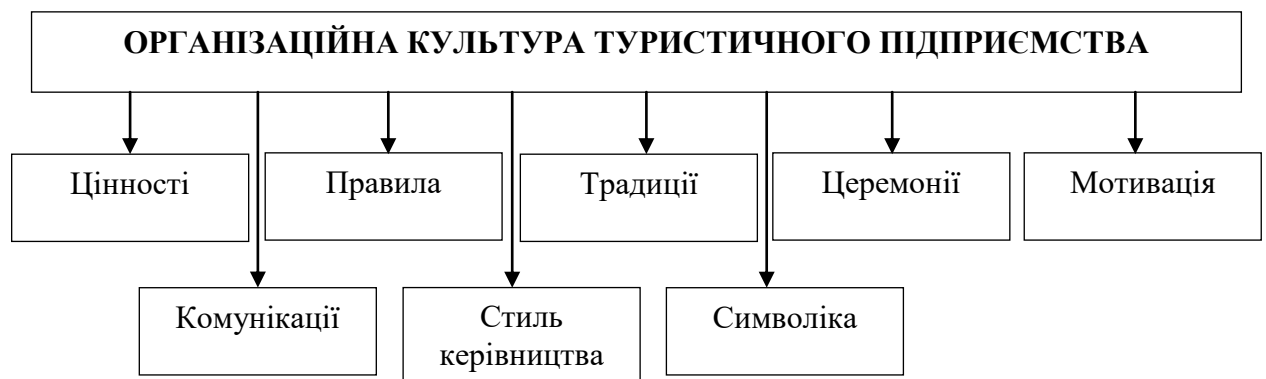 ОРГАНІЗАЦІЙНА КУЛЬТУРА ТУРИСТИЧНОГО ПІДПРИЄМСТВА
Цінності
Правила
Традиції
Церемонії
Мотивація
Комунікації
Стиль
керівництва
Символіка